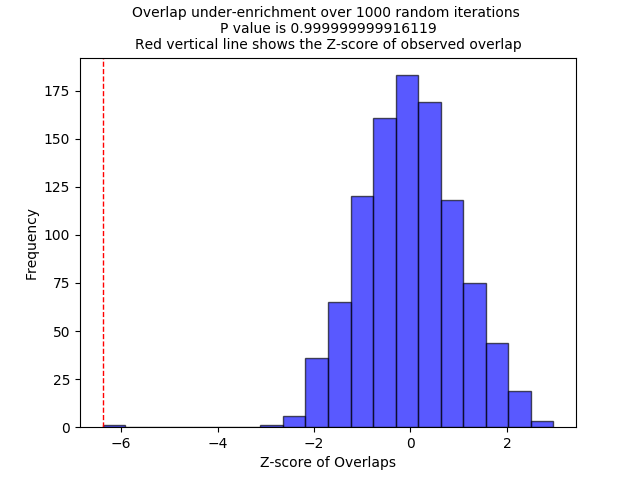 Overlap under-enrichment over 1000 random iterations
P value is 0.999999999916119
Red vertical line shows the Z-score of observed overlap
175
150
125
100
75
50
25
0
Frequency
−6
−4
−2
0
2
Z-score of Overlaps